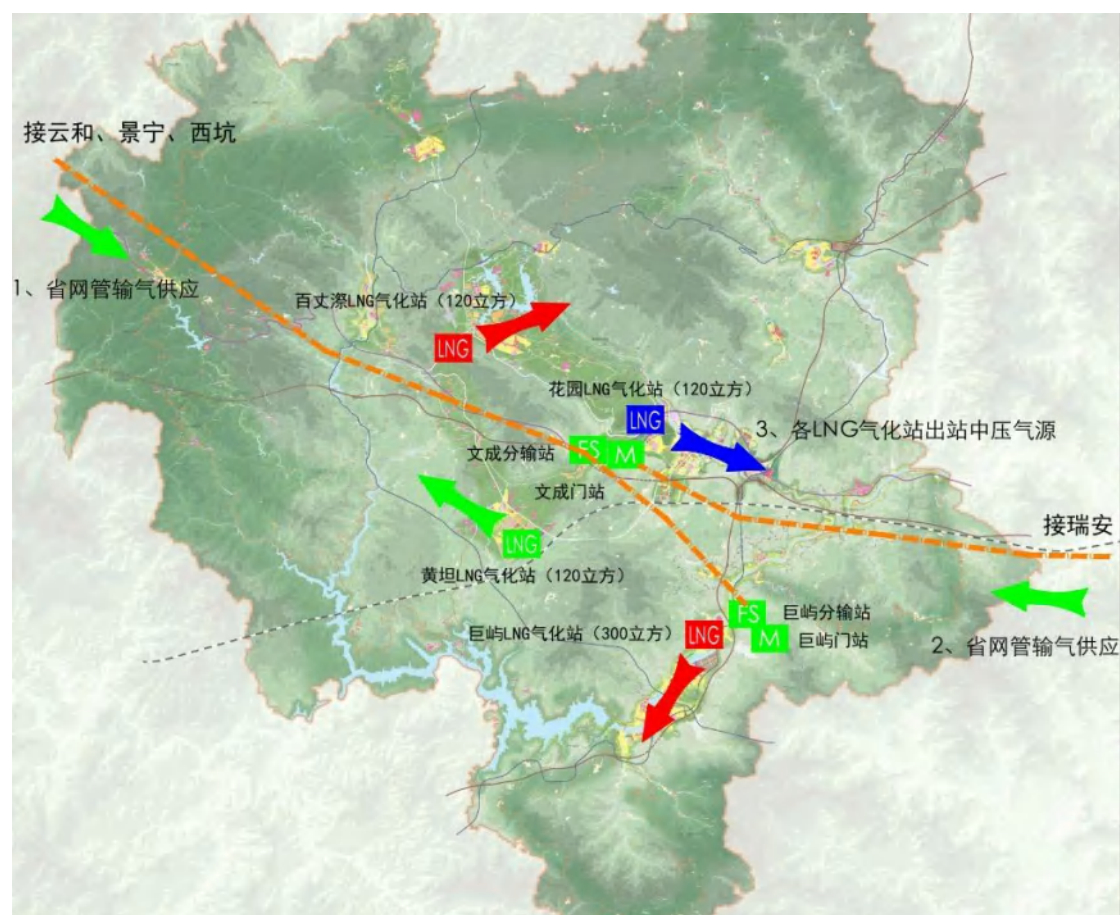 接云和、景宁、西坑
1、省网管输气供应
百丈漈LNG气化站（120立方）
LNG
花园LNG气化站（120立方）
LNG
3、各LNG气化站出站中压气源
文成分输站
FS
M
文成门站
接瑞安
LNG
黄坦LNG气化站（120立方）
FS
巨屿分输站
巨屿LNG气化站（300立方）
LNG
M
巨屿门站
2、省网管输气供应